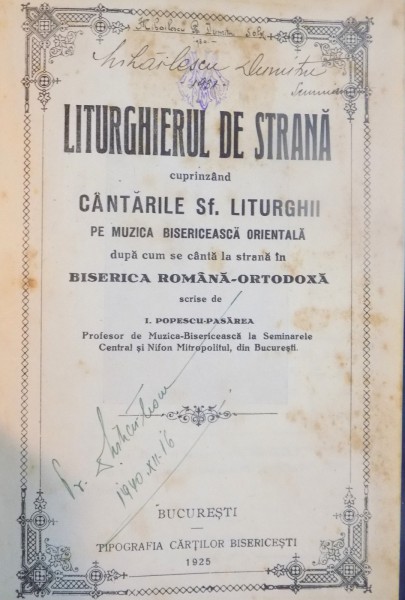 Mihăilescu Dumitru
LITURGHIERUL DE STRANĂ
cuprinzând
CÂNTĂRILE Sf. LITURGHII
PE MUZICA BISERICEASCĂ ORIENTALĂ
după cum se cântă la strană în
BISERICA ROMÂNĂ-ORTODOXĂ
scrise de
I. POPESCU-PASĂREA
Profesor de Muzica-Bisericească la Seminarele
Central și Nifon Mitropolitul, din București.
Pr. Mihăilescu
1940-XII-16
BUCUREȘTI
TIPOGRAFIA CĂRȚILOR BISERICEȘTI
1925